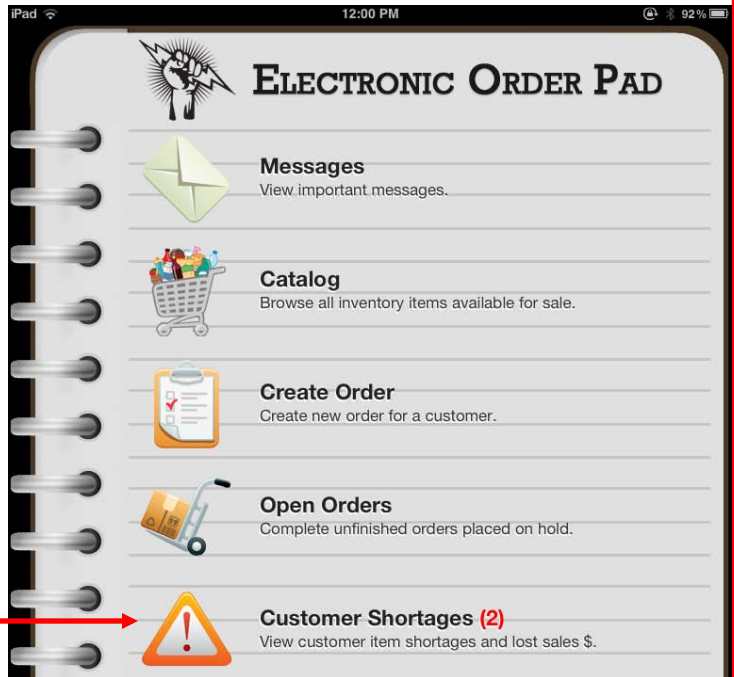 iPad 12:00 PM 92%
ELECTRONIC ORDER PAD
Messages
View important messages.
Catalog
Browse all inventory items available for sale.
Create Order
Create new order for a customer.
Open Orders
Complete unfinished orders placed on hold.
Customer Shortages (2)
View customer item shortages and lost sales $.